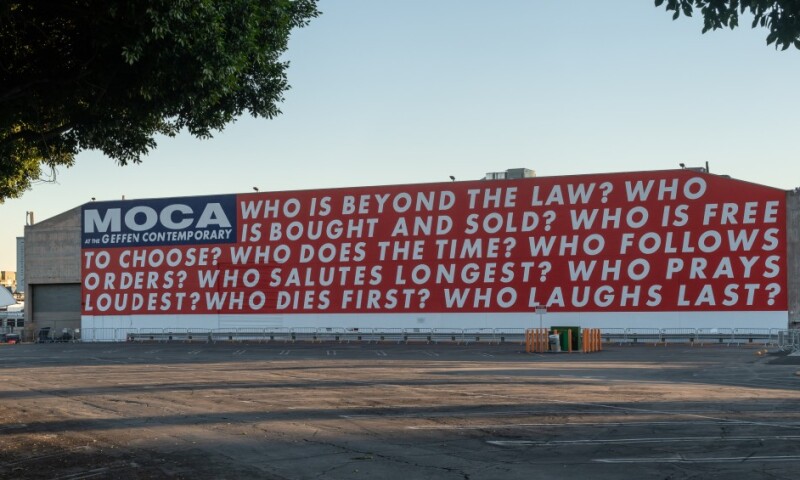 MOCA
AT THE GEFFEN CONTEMPORARY
WHO IS BEYOND THE LAW? WHO
IS BOUGHT AND SOLD? WHO IS FREE
TO CHOOSE? WHO DOES THE TIME? WHO FOLLOWS
ORDERS? WHO SALUTES LONGEST? WHO PRAYS
LOUDEST? WHO DIES FIRST? WHO LAUGHS LAST?